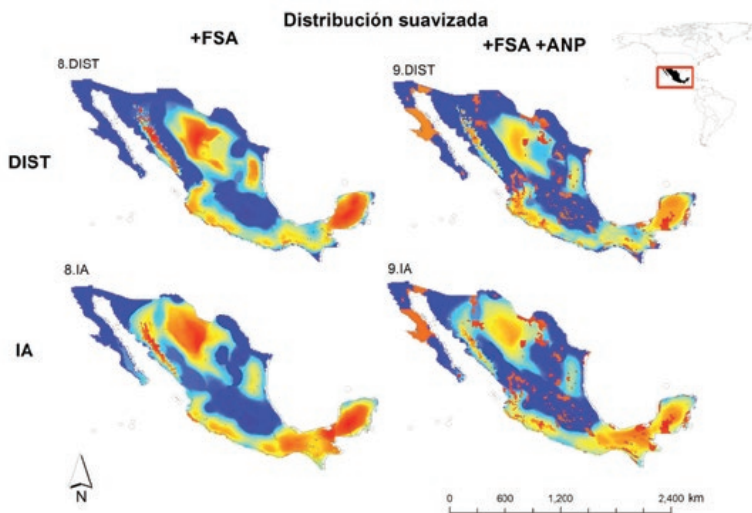 Distribución suavizada
+FSA
+FSA +ANP
8.DIST
9.DIST
DIST
8.IA
9.IA
IA
N
0 600 1,200 2,400 km